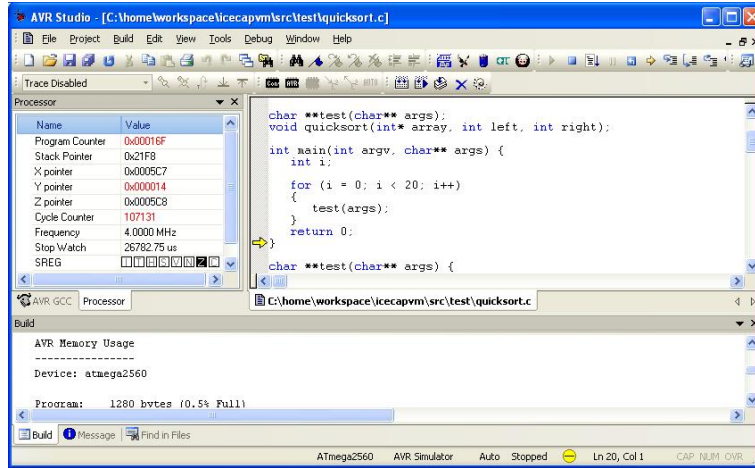 AVR Studio - [C:\home\workspace\icecapvm\src\test\quicksort.c]
File Project Build Edit View Tools Debug Window Help
Trace Disabled
Processor
Name Value
Program Counter 0x00016F
Stack Pointer 0x21F8
X pointer 0x0005C7
Y pointer 0x000014
Z pointer 0x0005C8
Cycle Counter 107131
Frequency 4.0000 MHz
Stop Watch 26782.75 us
SREG I T H S V N Z C
AVR GCC Processor
char **test(char** args);
void quicksort(int* array, int left, int right);
int main(int argv, char** args) {
int i;
for (i = 0; i < 20; i++)
{
test(args);
}
return 0;
}
char **test(char** args) {
C:\home\workspace\icecapvm\src\test\quicksort.c
Build
AVR Memory Usage
----------------
Device: atmega2560
Program: 1280 bytes (0.5% Full)
Build Message Find in Files
ATmega2560 AVR Simulator Auto Stopped Ln 20, Col 1 CAP NUM OVR